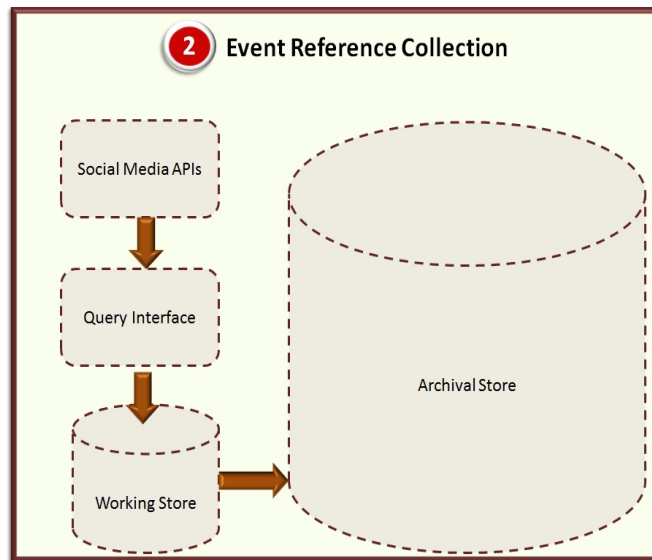 2 Event Reference Collection
Social Media APIs
Query Interface
Archival Store
Working Store